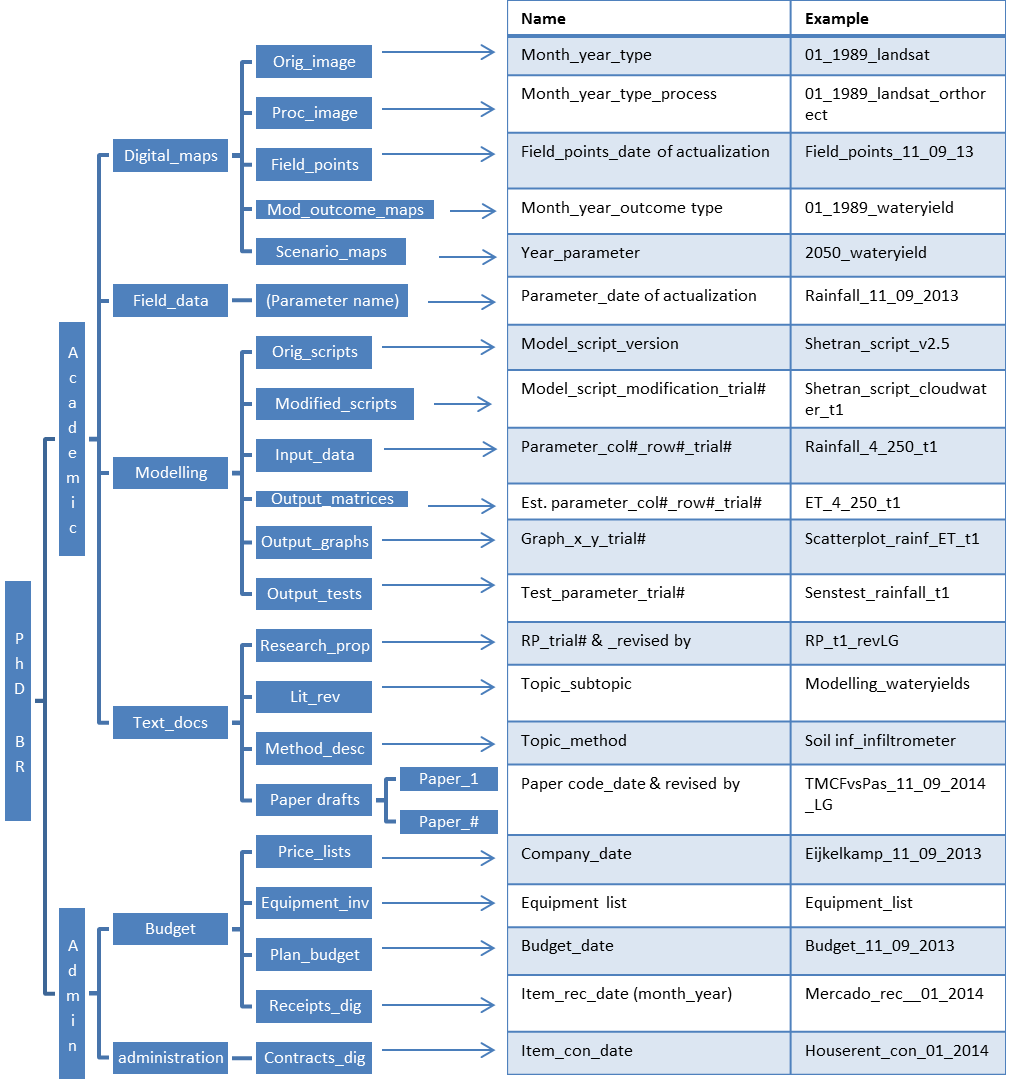 Name
Example
Orig_image
Month_year_type
01_1989_landsat
Proc_image
Month_year_type_process
01_1989_landsat_orthor
ect
Digital_maps
Field_points
Field_points_date of actualization
Field_points_11_09_13
Mod_outcome_maps
Month_year_outcome type
01_1989_wateryield
Scenario_maps
Year_parameter
2050_wateryield
Field_data
(Parameter name)
Parameter_date of actualization
Rainfall_11_09_2013
Academic
Orig_scripts
Model_script_version
Shetran_script_v2.5
Modified_scripts
Model_script_modification_trial#
Shetran_script_cloudwat
er_t1
Modelling
Input_data
Parameter_col#_row#_trial#
Rainfall_4_250_t1
Output_matrices
Est. parameter_col#_row#_trial#
ET_4_250_t1
Output_graphs
Graph_x_y_trial#
Scatterplot_rainf_ET_t1
Output_tests
Test_parameter_trial#
Senstest_rainfall_t1
PhD BR
Research_prop
RP_trial# & _revised by
RP_t1_revLG
Lit_rev
Topic_subtopic
Modelling_wateryields
Text_docs
Method_desc
Topic_method
Soil inf_infiltrometer
Paper drafts
Paper_1
Paper_#
Paper code_date & revised by
TMCFvsPas_11_09_2014
_LG
Price_lists
Company_date
Eijkelkamp_11_09_2013
Equipment_inv
Equipment list
Equipment_list
Budget
Plan_budget
Budget_date
Budget_11_09_2013
Admin
Receipts_dig
Item_rec_date (month_year)
Mercado_rec__01_2014
administration
Contracts_dig
Item_con_date
Houserent_con_01_2014